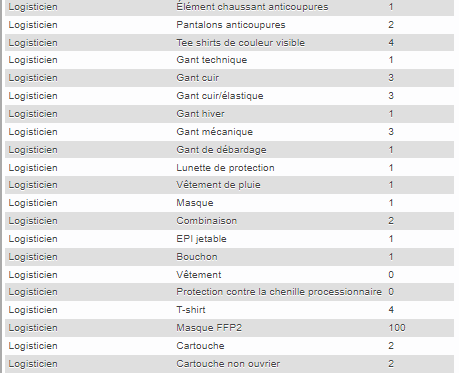 Logisticien Élément chaussant anticoupures 1
Logisticien Pantalons anticoupures 2
Logisticien Tee shirts de couleur visible 4
Logisticien Gant technique 1
Logisticien Gant cuir 3
Logisticien Gant cuir/élastique 3
Logisticien Gant hiver 1
Logisticien Gant mécanique 3
Logisticien Gant de débardage 1
Logisticien Lunette de protection 1
Logisticien Vêtement de pluie 1
Logisticien Masque 1
Logisticien Combinaison 2
Logisticien EPI jetable 1
Logisticien Bouchon 1
Logisticien Vêtement 0
Logisticien Protection contre la chenille processionnaire 0
Logisticien T-shirt 4
Logisticien Masque FFP2 100
Logisticien Cartouche 2
Logisticien Cartouche non ouvrier 2